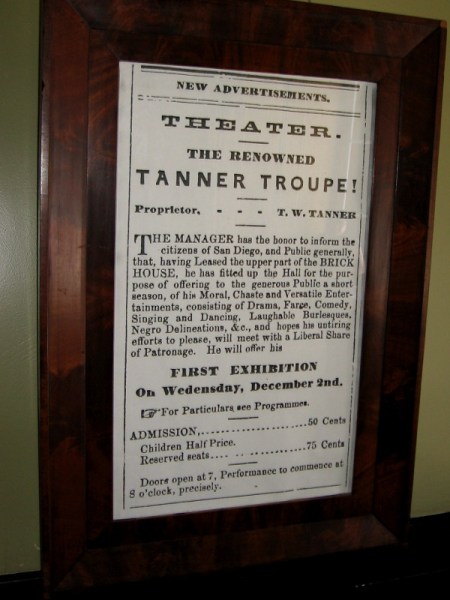 NEW ADVERTISEMENTS.
THEATER.
THE RENOWNED
TANNER TROUPE!
Proprietor, - - - T. W. TANNER
THE MANAGER has the honor to inform the
citizens of San Diego, and Public generally,
that, having Leased the upper part of the BRICK
HOUSE, he has fitted up the Hall for the pur-
pose of offering to the generous Public a short
season, of his Moral, Chaste and Versatile Enter-
tainments, consisting of Drama, Farce, Comedy,
Singing and Dancing, Laughable Burlesques,
Negro Delineations, &c., and hopes his untiring
efforts to please, will meet with a Liberal Share
of Patronage. He will offer his
FIRST EXHIBITION
On Wedensday, December 2nd.
☞ For Particulars see Programmes.
ADMISSION,....................50 Cents
Children Half Price.
Reserved seats....................75 Cents
Doors open at 7, Performance to commence at
8 o'clock, precisely.